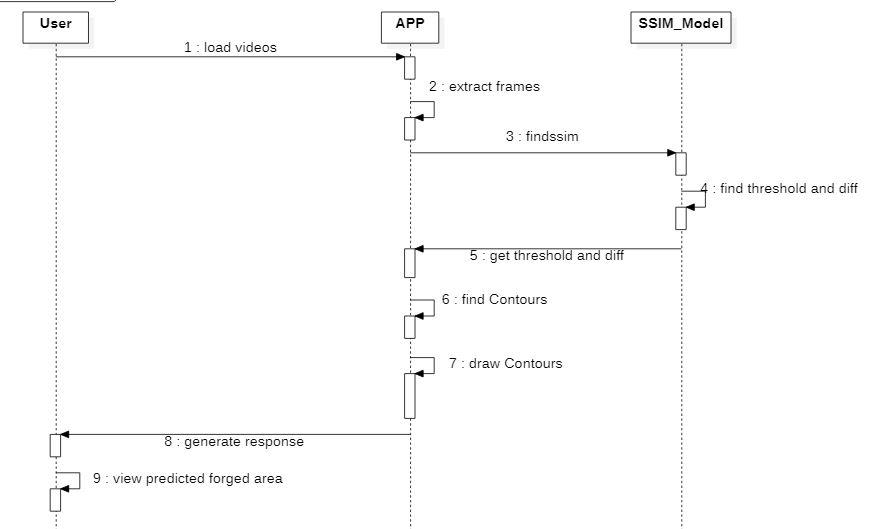 User
APP
SSIM_Model
1 : load videos
2 : extract frames
3 : findssim
4 : find threshold and diff
5 : get threshold and diff
6 : find Contours
7 : draw Contours
8 : generate response
9 : view predicted forged area